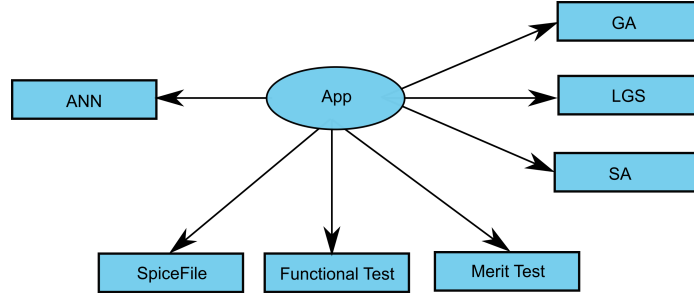 GA
App
ANN
LGS
SA
SpiceFile
Functional Test
Merit Test